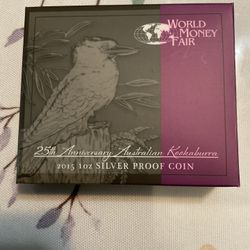 WORLD
MONEY
FAIR
25th Anniversary Australian Kookaburra
2015 1oz SILVER PROOF COIN